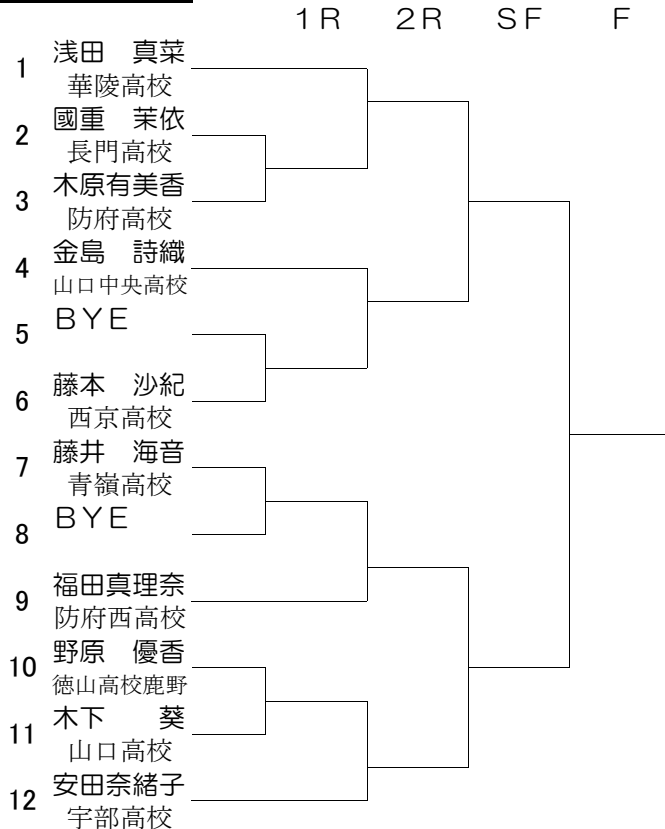 1R 2R SF F
1 浅田 真菜
華陵高校
2 國重 茉依
長門高校
3 木原有美香
防府高校
4 金島 詩織
山口中央高校
5 BYE
6 藤本 沙紀
西京高校
7 藤井 海音
青嶺高校
8 BYE
9 福田真理奈
防府西高校
10 野原 優香
徳山高校鹿野
11 木下 葵
山口高校
12 安田奈緒子
宇部高校